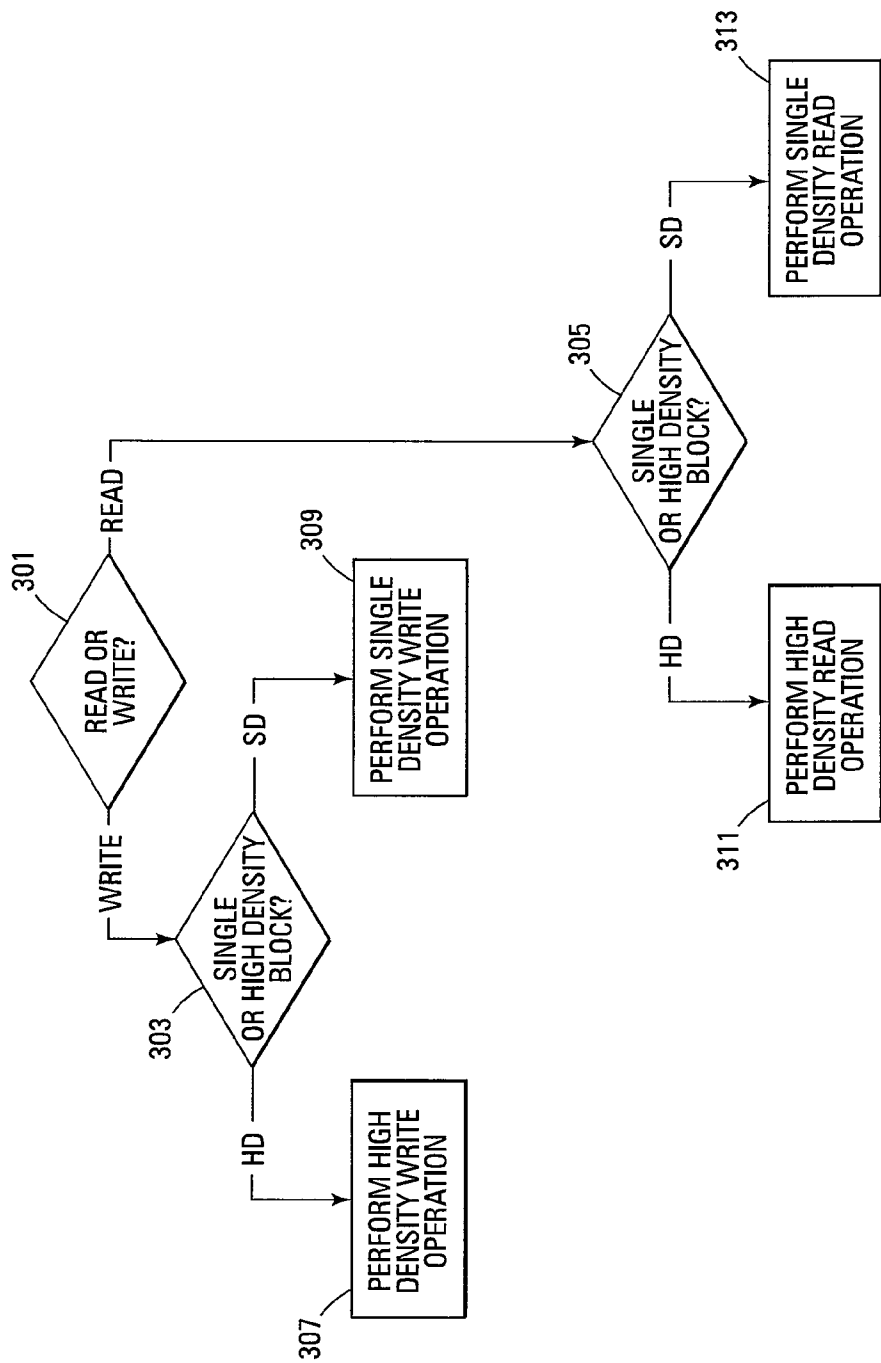 301
READ OR
WRITE?
WRITE
READ
303
SINGLE
OR HIGH DENSITY
BLOCK?
HD
SD
307
PERFORM HIGH
DENSITY WRITE
OPERATION
309
PERFORM SINGLE
DENSITY WRITE
OPERATION
305
SINGLE
OR HIGH DENSITY
BLOCK?
HD
SD
311
PERFORM HIGH
DENSITY READ
OPERATION
313
PERFORM SINGLE
DENSITY READ
OPERATION